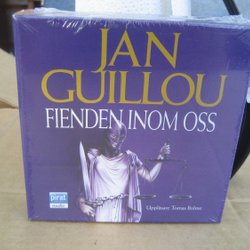 JAN
GUILLOU
FIENDEN INOM OSS
pirat
Uppläsare: Tomas Bolme